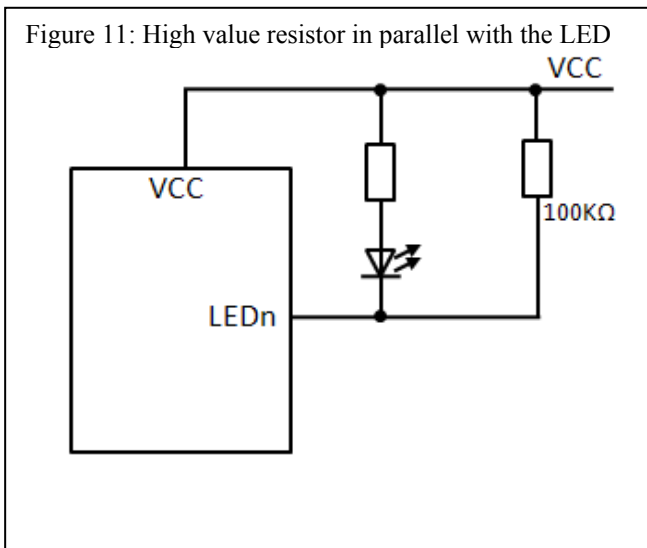 Figure 11: High value resistor in parallel with the LED
VCC
VCC
100KΩ
LEDn